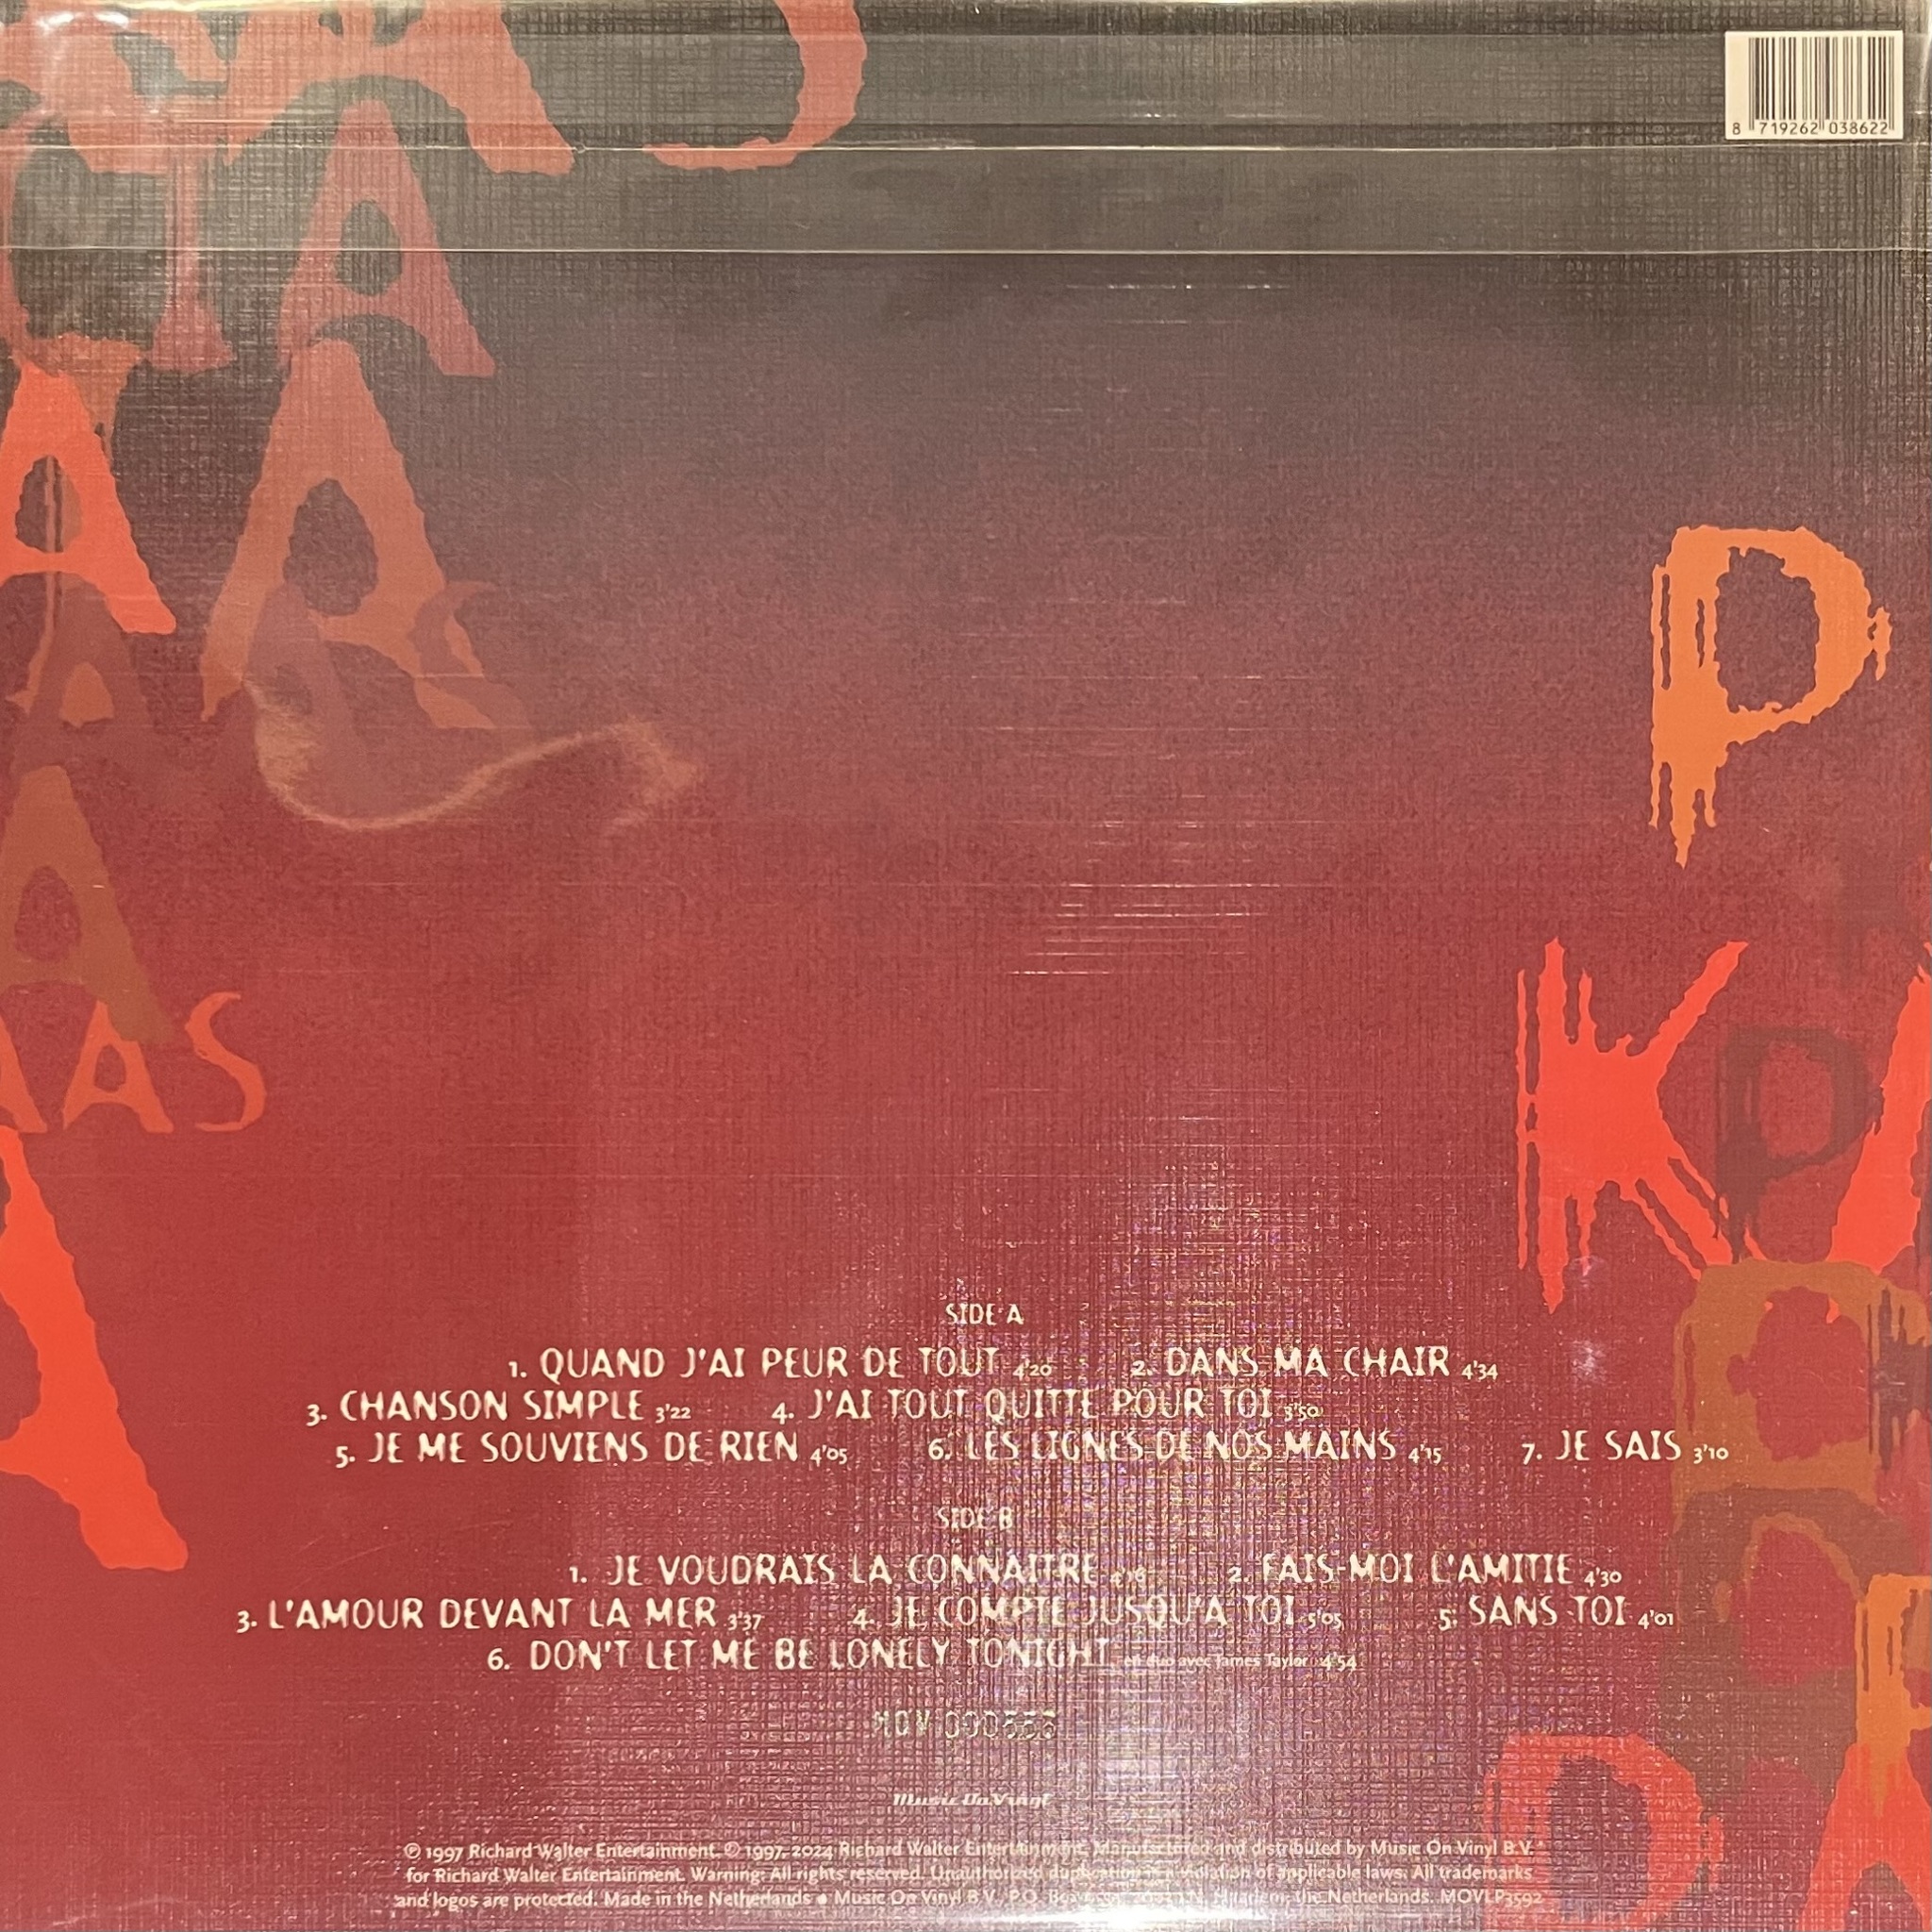 8 719262 038622
P
K
P
AAS
SIDE A
1. QUAND J'AI PEUR DE TOUT 4'20 2. DANS MA CHAIR 4'34
3. CHANSON SIMPLE 3'22 4. J'AI TOUT QUITTE POUR TOI 3'50
5. JE ME SOUVIENS DE RIEN 4'05 6. LES LIGNES DE NOS MAINS 4'15 7. JE SAIS 3'10
SIDE B
1. JE VOUDRAIS LA CONNAITRE 2. FAIS-MOI L'AMITIE 4'30
3. L'AMOUR DEVANT LA MER 3'37 4. JE COMPTE JUSQU'A TOI 5'05 5. SANS TOI 4'01
6. DON'T LET ME BE LONELY TONIGHT en duo avec James Taylor 4'54
MOV
Music On Vinyl
℗ 1997 Richard Walter Entertainment. © 1997, 2024 Richard Walter Entertainment. Manufactured and distributed by Music On Vinyl B.V.
for Richard Walter Entertainment. Warning: All rights reserved. Unauthorised duplication is a violation of applicable laws. All trademarks
and logos are protected. Made in the Netherlands • Music On Vinyl B.V., P.O. the Netherlands. MOVLP3592